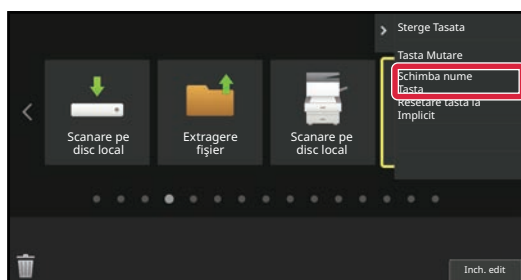 Sterge Tasata
Tasta Mutare
Schimba nume
Tasta
Resetare tasta la
Implicit
Scanare pe
disc local
Extragere
fișier
Scanare pe
disc local
Inch. edit